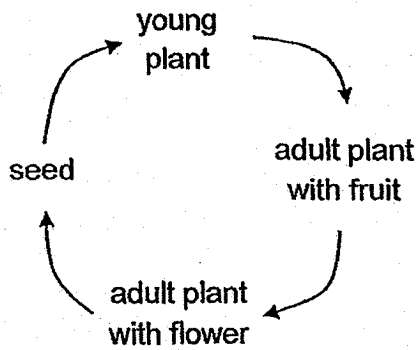 young
plant
adult plant
with fruit
seed
adult plant
with flower